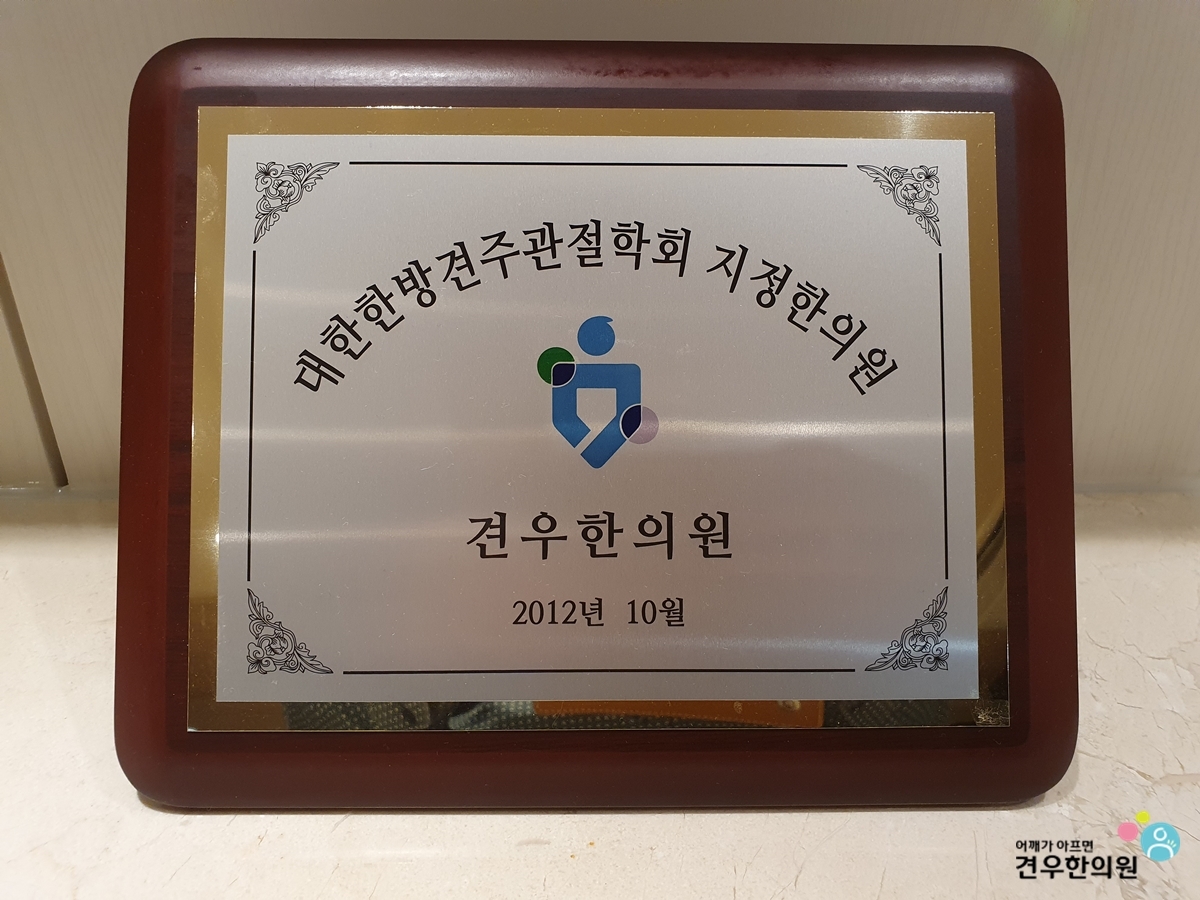 대한한방견주관절학회 지정한의원
견우한의원
2012년 10월
어깨가 아프면
견우한의원